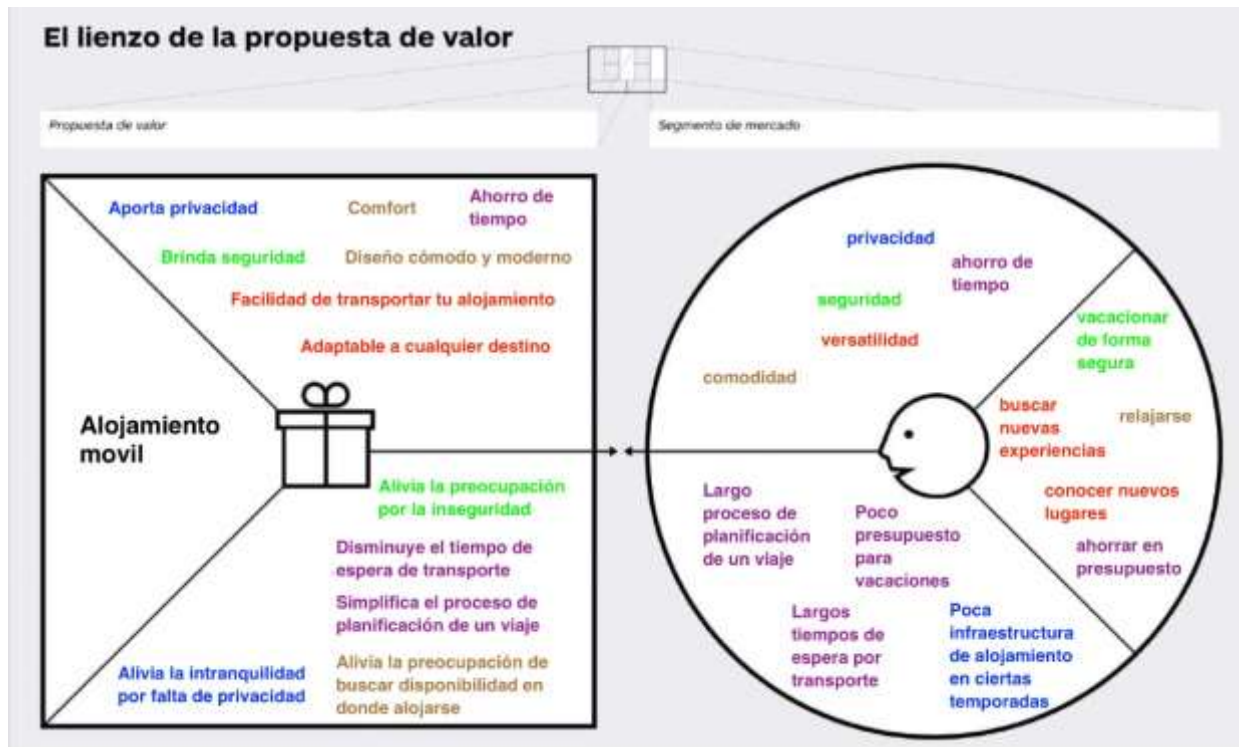 El lienzo de la propuesta de valor
Propuesta de valor
Segmento de mercado
Aporta privacidad
Comfort
Ahorro de
tiempo
Brinda seguridad
Diseño cómodo y moderno
Facilidad de transportar tu alojamiento
Adaptable a cualquier destino
Alojamiento
movil
Alivia la preocupación
por la inseguridad
Disminuye el tiempo de
espera de transporte
Simplifica el proceso de
planificación de un viaje
Alivia la intranquilidad
por falta de privacidad
Alivia la preocupación de
buscar disponibilidad en
donde alojarse
privacidad
ahorro de
tiempo
seguridad
versatilidad
comodidad
vacacionar
de forma
segura
buscar
nuevas
experiencias
relajarse
conocer nuevos
lugares
ahorrar en
presupuesto
Largo
proceso de
planificación
de un viaje
Poco
presupuesto
para
vacaciones
Largos
tiempos de
espera por
transporte
Poca
infraestructura
de alojamiento
en ciertas
temporadas